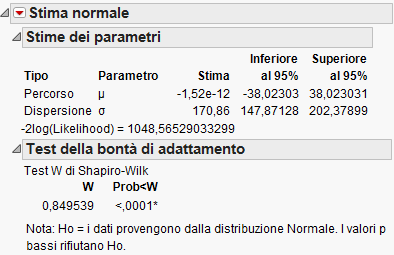 Stima normale
Stime dei parametri
Inferiore Superiore
Tipo Parametro Stima al 95% al 95%
Percorso μ -1,52e-12 -38,02303 38,023031
Dispersione σ 170,86 147,87128 202,37899
-2log(Likelihood) = 1048,56529033299
Test della bontà di adattamento
Test W di Shapiro-Wilk
W Prob<W
0,849539 <,0001*
Nota: Ho = i dati provengono dalla distribuzione Normale. I valori p
bassi rifiutano Ho.